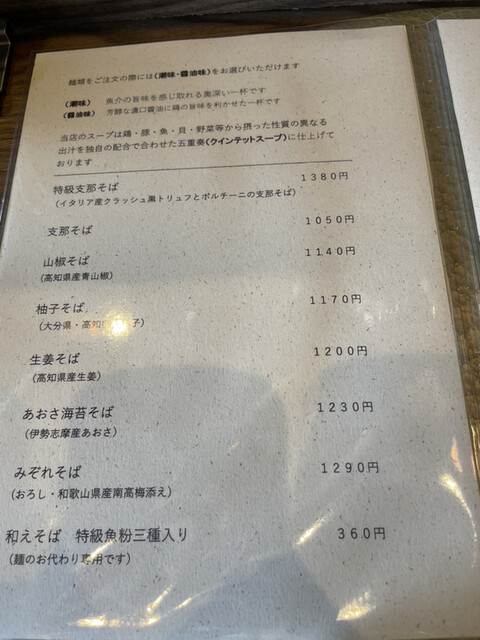 麺類をご注文の際には(潮味・醤油味)をお選びいただけます
(潮味) 魚介の旨味を感じ取れる奥深い一杯です
(醤油味) 芳醇な濃口醤油に鶏の旨味を利かせた一杯です
当店のスープは鶏・豚・魚・貝・野菜等から摂った性質の異なる
出汁を独自の配合で合わせた五重奏(クインテットスープ)に仕上げて
おります
特級支那そば 1380円
(イタリア産クラッシュ黒トリュフとポルチーニの支那そば)
支那そば 1050円
山椒そば 1140円
(高知県産青山椒)
柚子そば 1170円
(大分県・高知 子)
生姜そば 1200円
(高知県産生姜)
あおさ海苔そば 1230円
(伊勢志摩産あおさ)
みぞれそば 1290円
(おろし・和歌山県産南高梅添え)
和えそば 特級魚粉三種入り 360円
(麺のお代わり専用です)